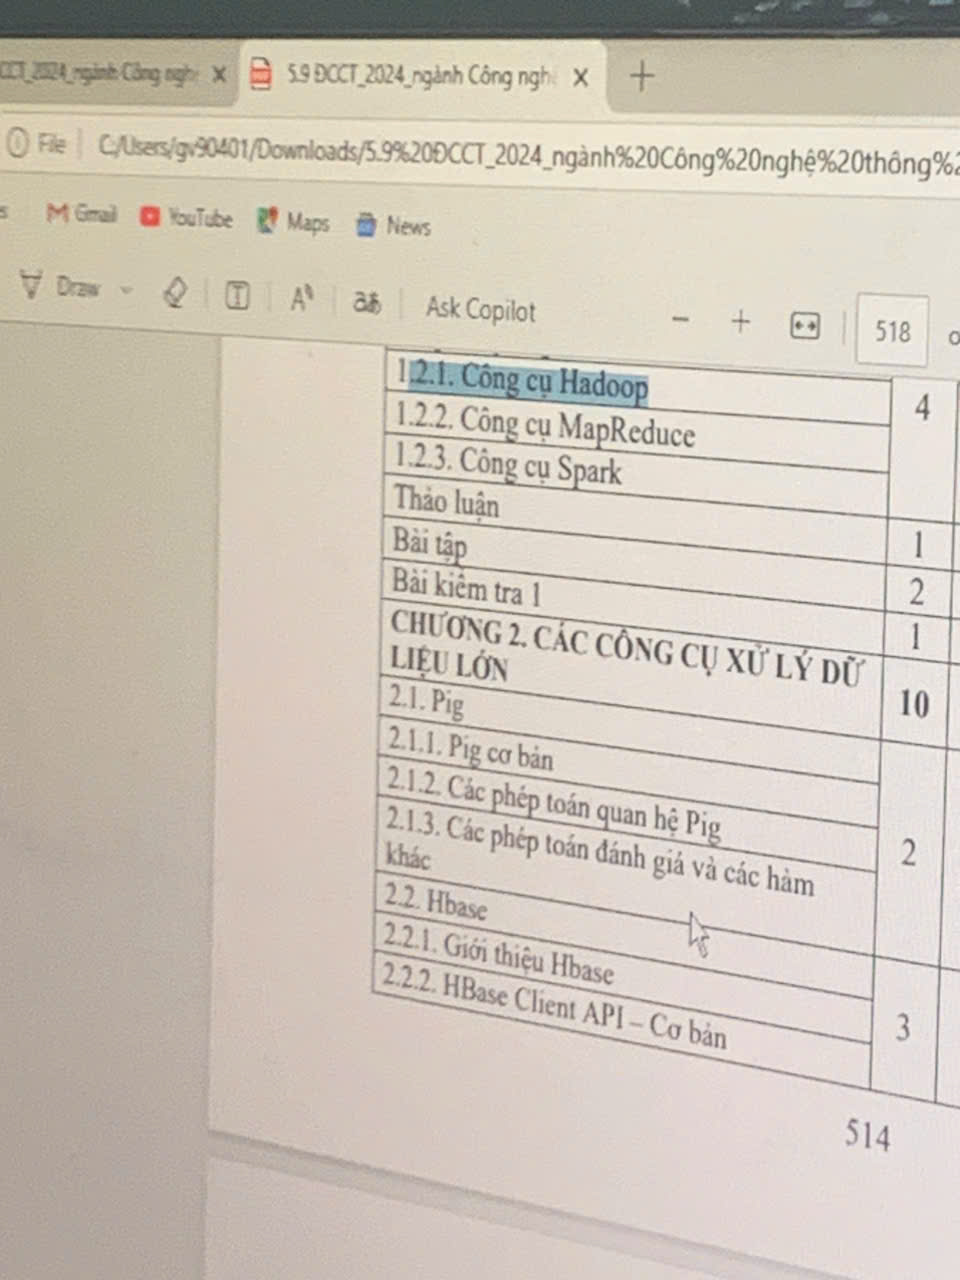 CCT_2024_ngành Công nghệ
5.9 ĐCCT_2024_ngành Công ngh
File C:/Users/gv90401/Downloads/5.9%20ĐCCT_2024_ngành%20Công%20nghệ%20thông%2
s Gmail YouTube Maps News
Draw Ask Copilot 518
1.2.1. Công cụ Hadoop
4
1.2.2. Công cụ MapReduce
1.2.3. Công cụ Spark
Thảo luận 1
Bài tập 2
Bài kiểm tra 1 1
CHƯƠNG 2. CÁC CÔNG CỤ XỬ LÝ DỮ
LIỆU LỚN 10
2.1. Pig
2.1.1. Pig cơ bản
2.1.2. Các phép toán quan hệ Pig
2
2.1.3. Các phép toán đánh giá và các hàm
khác
2.2. Hbase
2.2.1. Giới thiệu Hbase
3
2.2.2. HBase Client API – Cơ bản
514